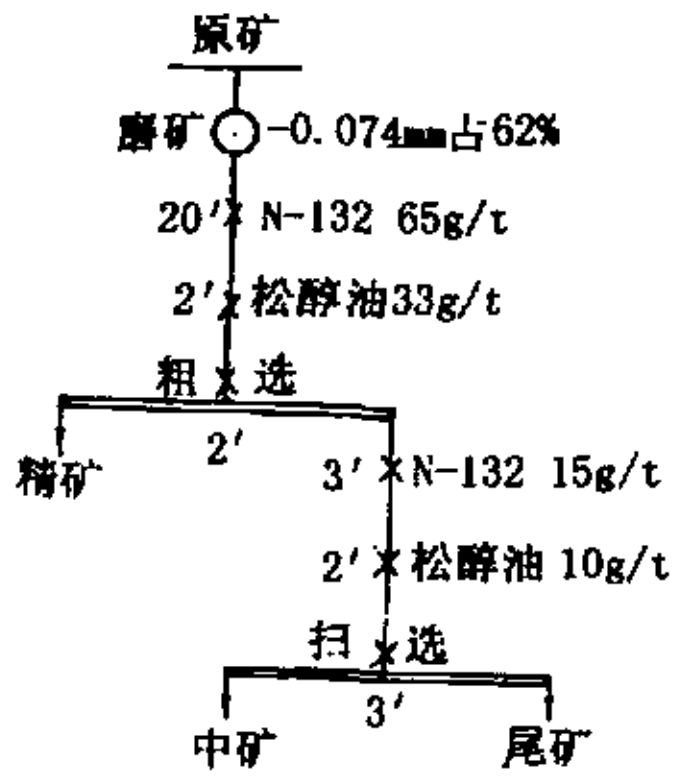 原矿
磨矿 -0.074mm占62%
20′ N-132 65g/t
2′ 松醇油33g/t
粗 选
2′
精矿
3′ N-132 15g/t
2′ 松醇油 10g/t
扫 选
3′
中矿 尾矿